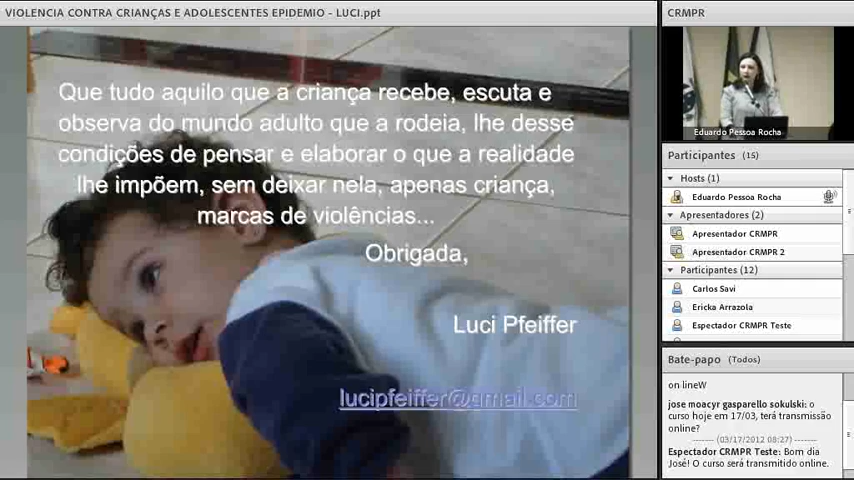 VIOLENCIA CONTRA CRIANÇAS E ADOLESCENTES EPIDEMIO - LUCI.ppt
Que tudo aquilo que a criança recebe, escuta e
observa do mundo adulto que a rodeia, lhe desse
condições de pensar e elaborar o que a realidade
lhe impõem, sem deixar nela, apenas criança,
marcas de violências...
Obrigada,
Luci Pfeiffer
lucipfeiffer@gmail.com
CRMPR
Eduardo Pessoa Rocha
Participantes (15)
Hosts (1)
Eduardo Pessoa Rocha
Apresentadores (2)
Apresentador CRMPR
Apresentador CRMPR 2
Participantes (12)
Carlos Savi
Ericka Arrazola
Espectador CRMPR Teste
Bate-papo (Todos)
on lineW
jose moacyr gasparello sokulski: o
curso hoje em 17/03, terá transmissão
online?
------- (03/17/2012 08:27) -------
Espectador CRMPR Teste: Bom dia
José! O curso será transmitido online.